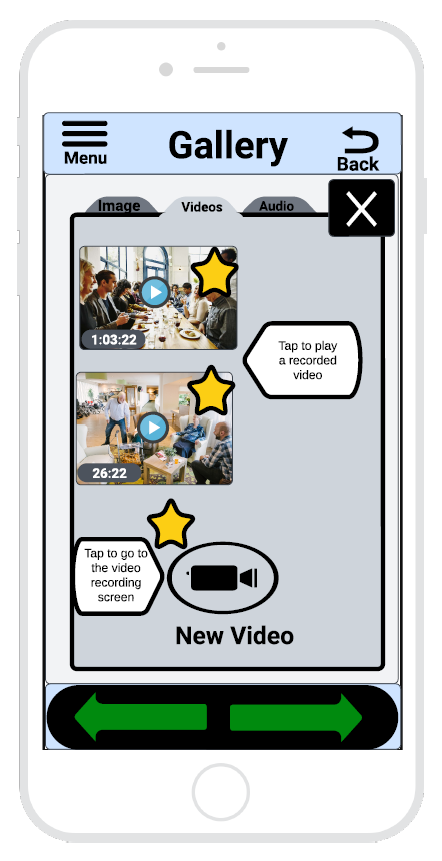 Menu
Gallery
Back
Image
Videos
Audio
1:03:22
Tap to play
a recorded
video
26:22
Tap to go to
the video
recording
screen
New Video